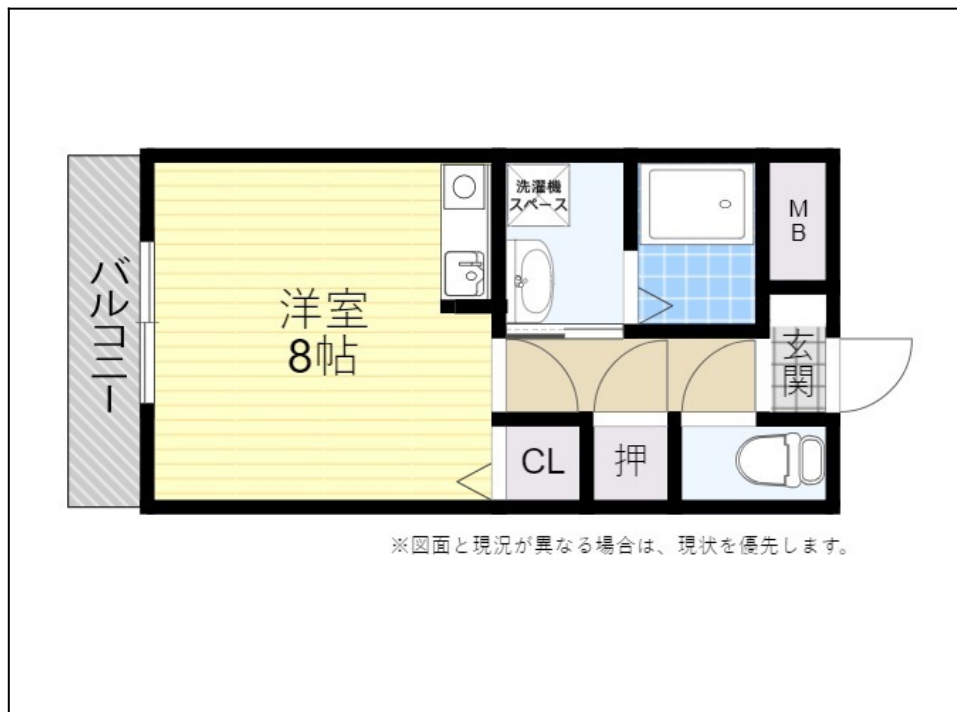 洗濯機
スペース
MB
バルコニー
洋室
8帖
玄関
CL
押
※図面と現況が異なる場合は、現状を優先します。